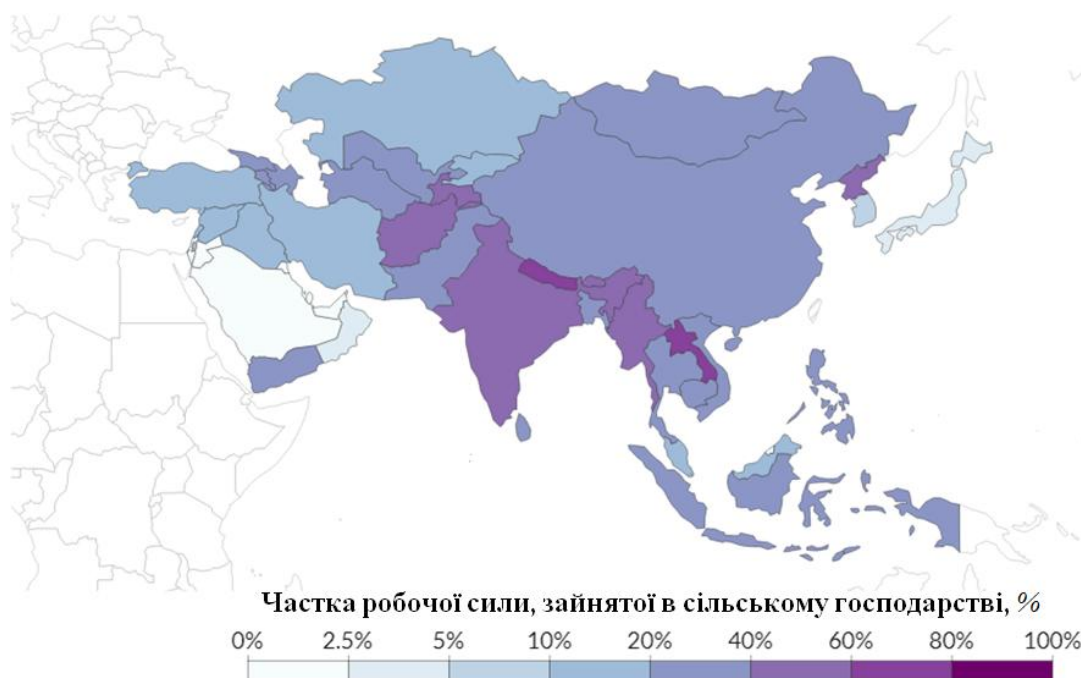 Частка робочої сили, зайнятої в сільському господарстві, %
0% 2.5% 5% 10% 20% 40% 60% 80% 100%